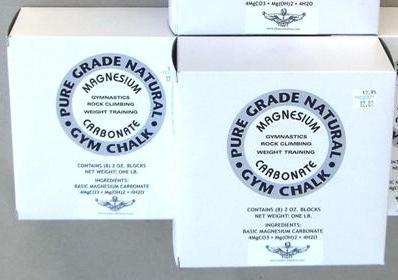 4MgCO3 • Mg(OH)2 • 4H2O
PURE GRADE NATURAL
MAGNESIUM
GYMNASTICS
ROCK CLIMBING
WEIGHT TRAINING
CARBONATE
• GYM CHALK •
CONTAINS (8) 2 OZ. BLOCKS
NET WEIGHT: ONE LB.
INGREDIENTS:
BASIC MAGNESIUM CARBONATE
4MgCO3 • Mg(OH)2 • 4H2O
12.95
PURE GRADE NATURAL
MAGNESIUM
GYMNASTICS
ROCK CLIMBING
WEIGHT TRAINING
CARBONATE
• GYM CHALK •
CONTAINS (8) 2 OZ. BLOCKS
NET WEIGHT: ONE LB.
INGREDIENTS:
BASIC MAGNESIUM CARBONATE
4MgCO3 • Mg(OH)2 • 4H2O